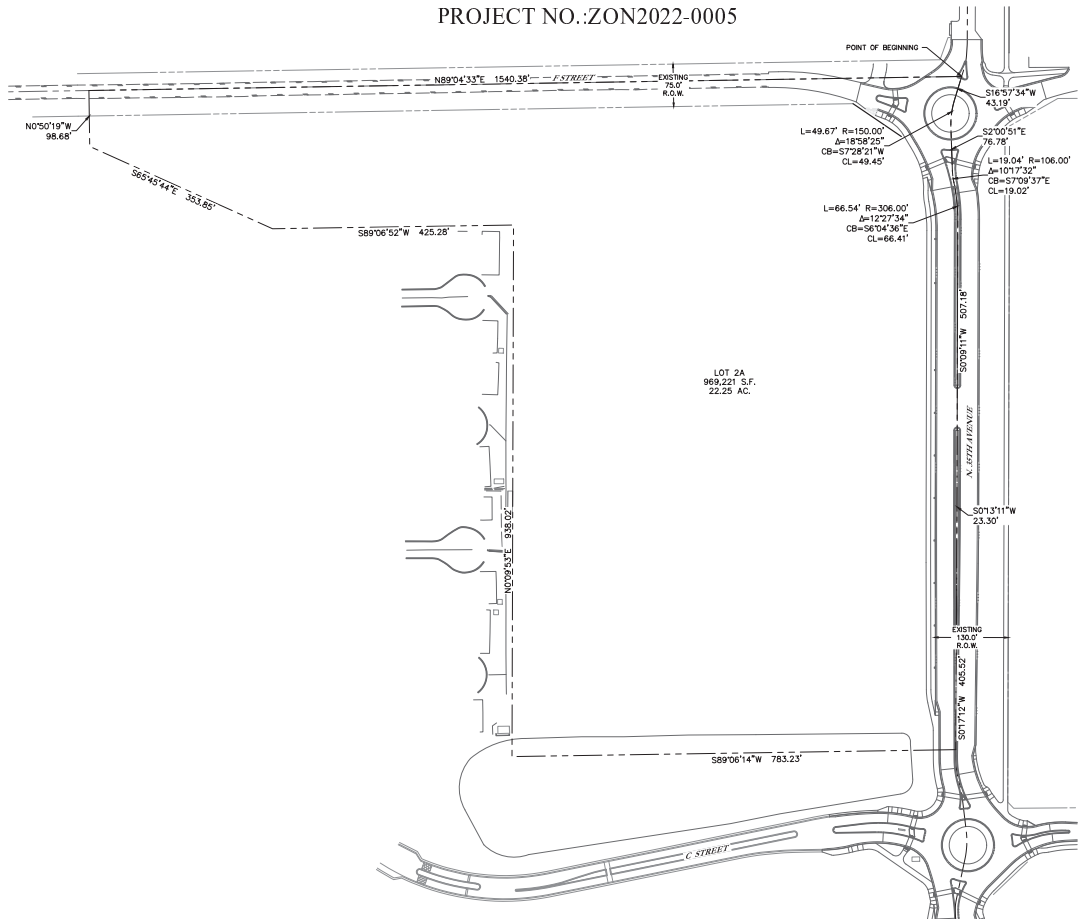 PROJECT NO.:ZON2022-0005
POINT OF BEGINNING
N89°04'33"E 1540.38'
F STREET
EXISTING
75.0'
R.O.W.
S16°57'34"W
43.19'
N0°50'19"W
98.68'
L=49.67' R=150.00'
Δ=18°58'25"
CB=S7°28'21"W
CL=49.45'
S2°00'51"E
76.78'
L=19.04' R=106.00'
Δ=10°17'32"
CB=S7°09'37"E
CL=19.02'
S65°45'44"E 353.85'
L=66.54' R=306.00'
Δ=12°27'34"
CB=S6°04'36"E
CL=66.41'
S89°06'52"W 425.28'
S0°09'11"W 507.18'
LOT 2A
969,221 S.F.
22.25 AC.
N. 35TH AVENUE
S0°13'11"W
23.30'
N0°09'53"E 938.02'
EXISTING
130.0'
R.O.W.
S0°17'12"W 405.52'
S89°06'14"W 783.23'
C STREET